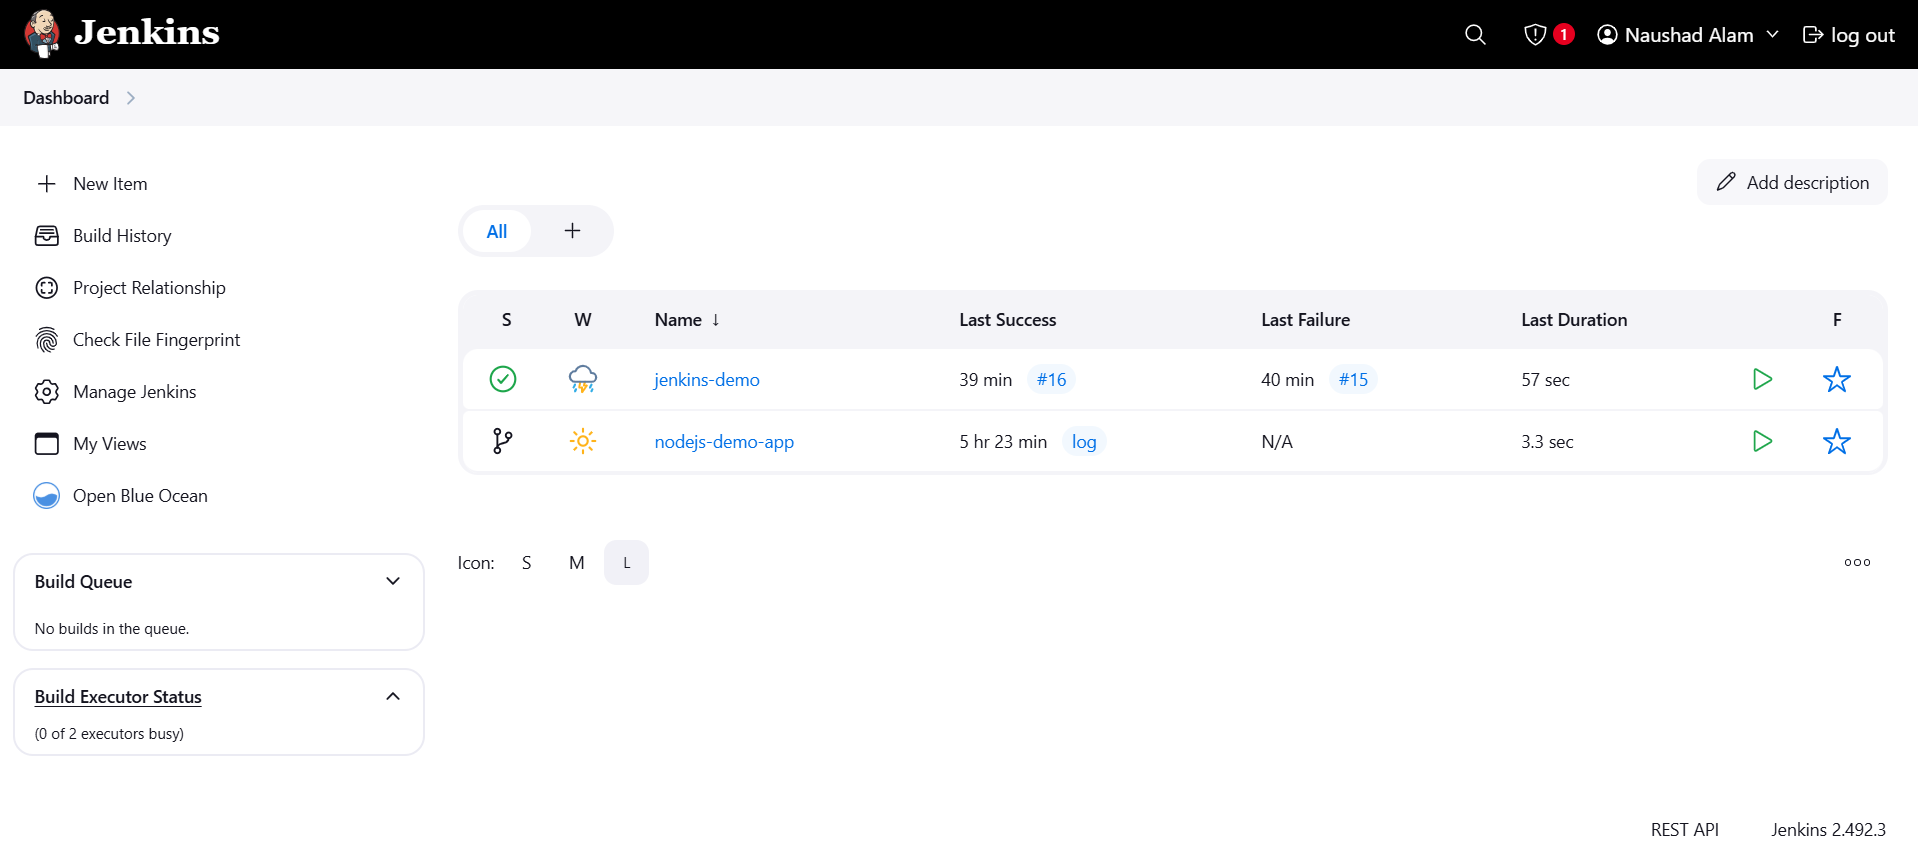 Jenkins
1
Naushad Alam
log out
Dashboard
New Item
Build History
Project Relationship
Check File Fingerprint
Manage Jenkins
My Views
Open Blue Ocean
Build Queue
No builds in the queue.
Build Executor Status
(0 of 2 executors busy)
Add description
All +
S W Name ↓ Last Success Last Failure Last Duration F
jenkins-demo 39 min #16 40 min #15 57 sec
nodejs-demo-app 5 hr 23 min log N/A 3.3 sec
Icon: S M L
REST API Jenkins 2.492.3